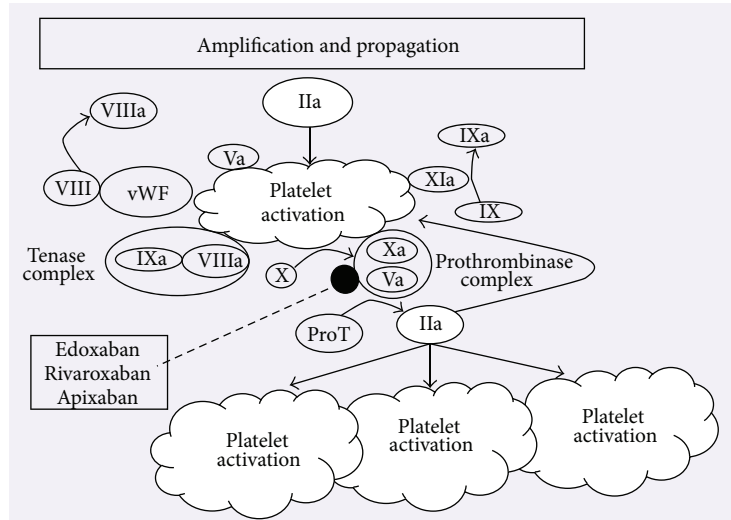 Amplification and propagation
IIa
VIIIa
IXa
Va
XIa
VIII
vWF
Platelet
activation
IX
Tenase
complex
IXa
VIIIa
X
Xa
Va
Prothrombinase
complex
ProT
IIa
Edoxaban
Rivaroxaban
Apixaban
Platelet
activation
Platelet
activation
Platelet
activation